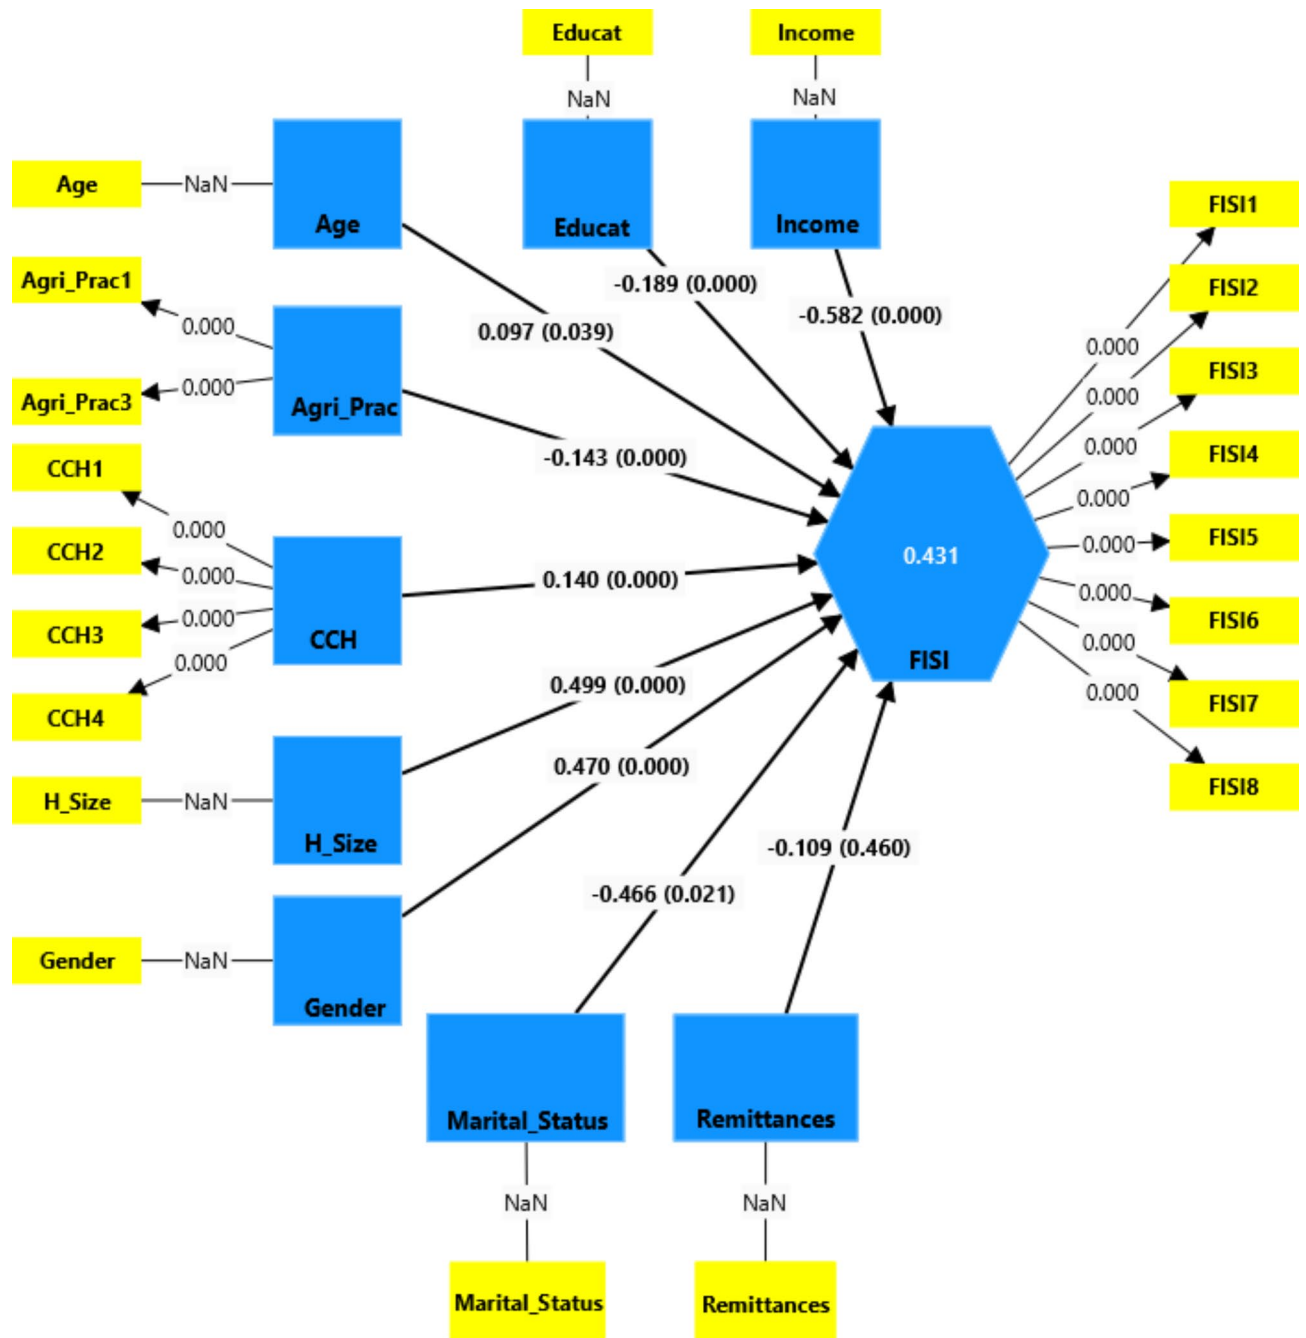 Educat
Income
NaN
NaN
Age
NaN
Age
Educat
Income
FISI1
Agri_Prac1
0.000
-0.189 (0.000)
-0.582 (0.000)
FISI2
0.097 (0.039)
0.000
0.000
FISI3
Agri_Prac3
0.000
Agri_Prac
0.000
0.000
FISI4
CCH1
-0.143 (0.000)
0.000
CCH2
0.000
0.000
FISI5
0.431
0.000
CCH3
0.000
0.140 (0.000)
0.000
FISI6
CCH
FISI
0.000
CCH4
0.000
0.499 (0.000)
0.000
FISI7
H_Size
NaN
H_Size
0.470 (0.000)
FISI8
-0.109 (0.460)
-0.466 (0.021)
Gender
NaN
Gender
Marital_Status
Remittances
NaN
NaN
Marital_Status
Remittances